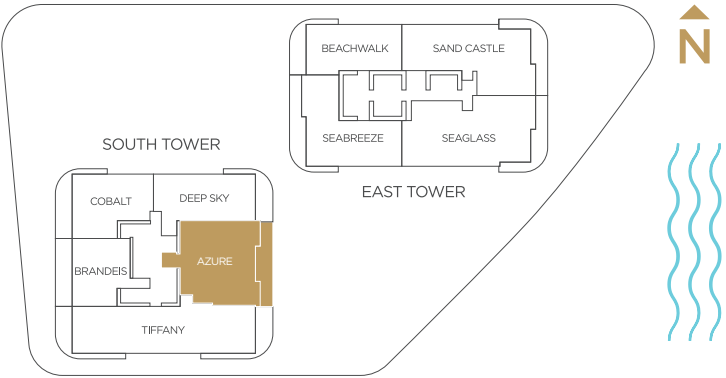 N
BEACHWALK
SAND CASTLE
SEABREEZE
SEAGLASS
EAST TOWER
SOUTH TOWER
COBALT
DEEP SKY
BRANDEIS
AZURE
TIFFANY